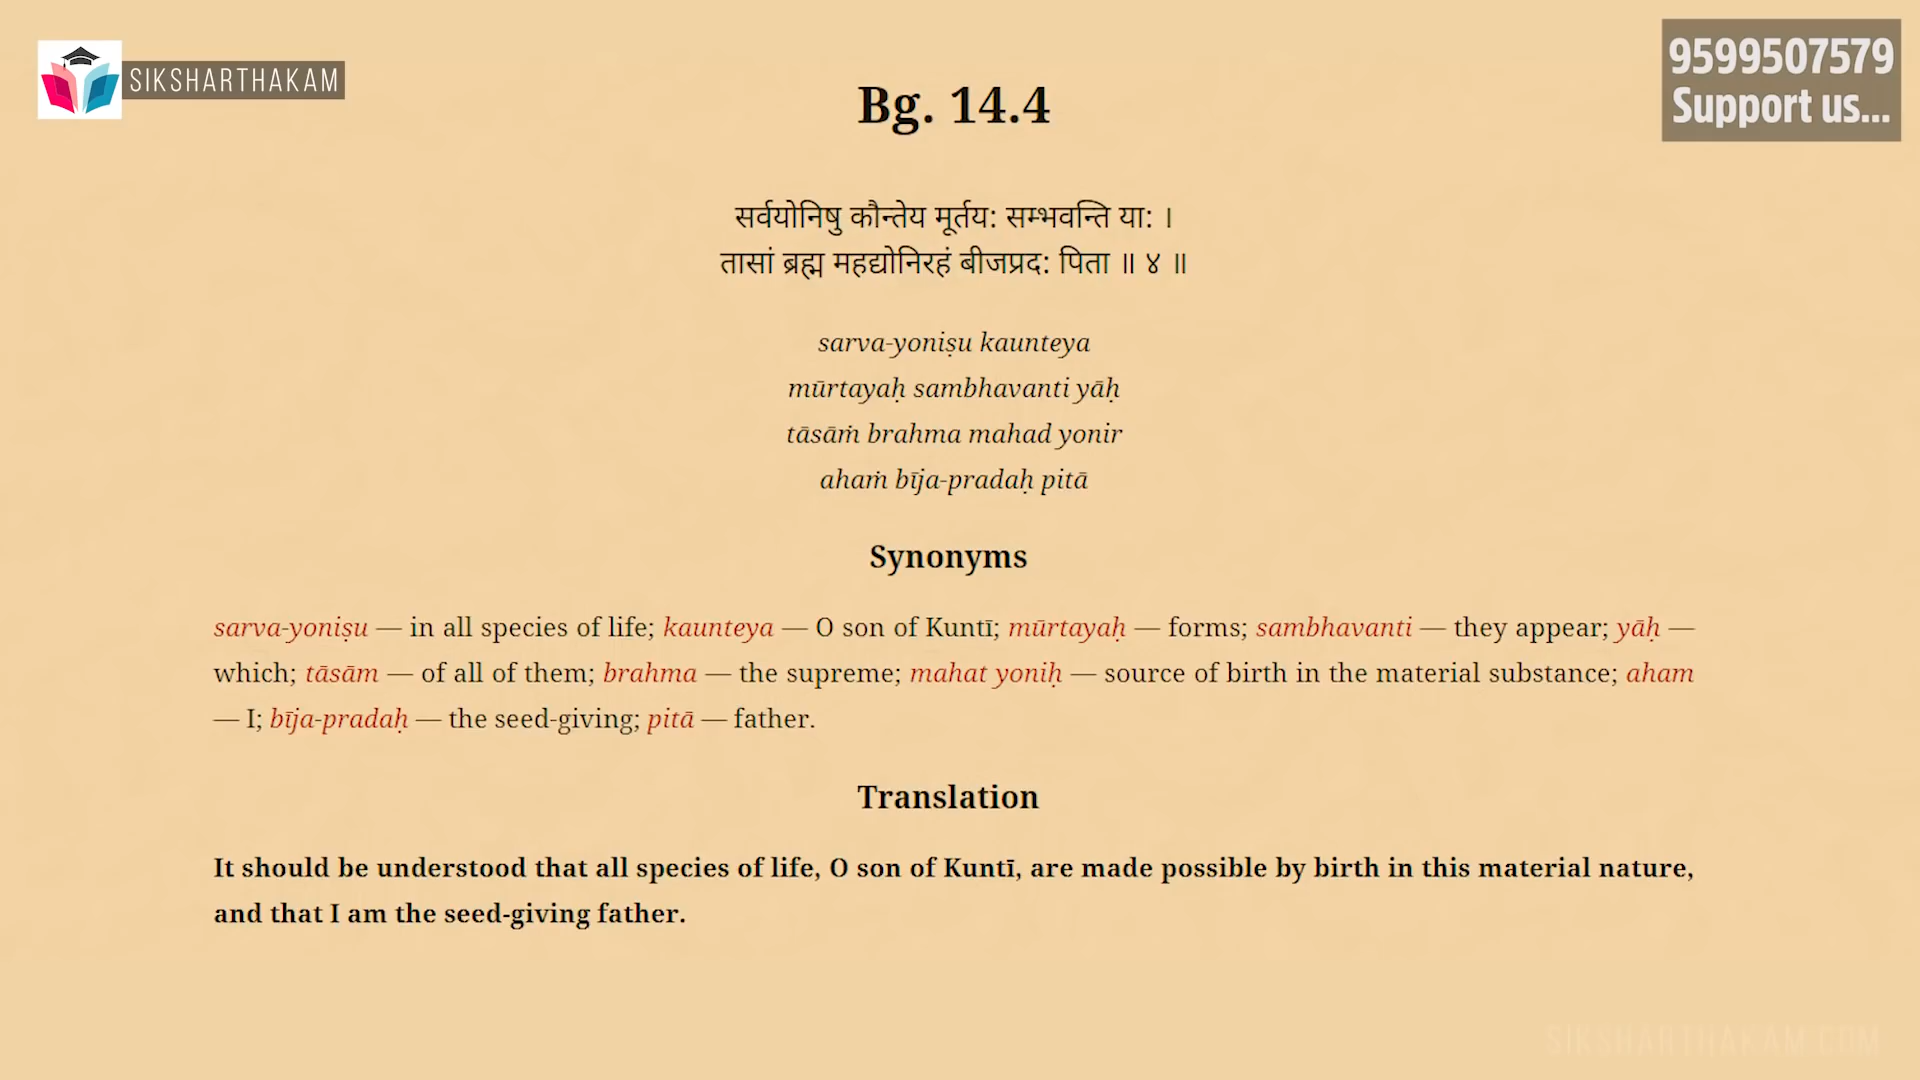 SIKSHARTHAKAM
9599507579
Support us...
Bg. 14.4
सर्वयोनिषु कौन्तेय मूर्तय: सम्भवन्ति या: ।
तासां ब्रह्म महद्योनिरहं बीजप्रद: पिता ॥ ४ ॥
sarva-yoniṣu kaunteya
mūrtayaḥ sambhavanti yāḥ
tāsāṁ brahma mahad yonir
ahaṁ bīja-pradaḥ pitā
Synonyms
sarva-yoniṣu — in all species of life; kaunteya — O son of Kuntī; mūrtayaḥ — forms; sambhavanti — they appear; yāḥ —
which; tāsām — of all of them; brahma — the supreme; mahat yoniḥ — source of birth in the material substance; aham
— I; bīja-pradaḥ — the seed-giving; pitā — father.
Translation
It should be understood that all species of life, O son of Kuntī, are made possible by birth in this material nature,
and that I am the seed-giving father.
SIKSHARTHAKAM.COM